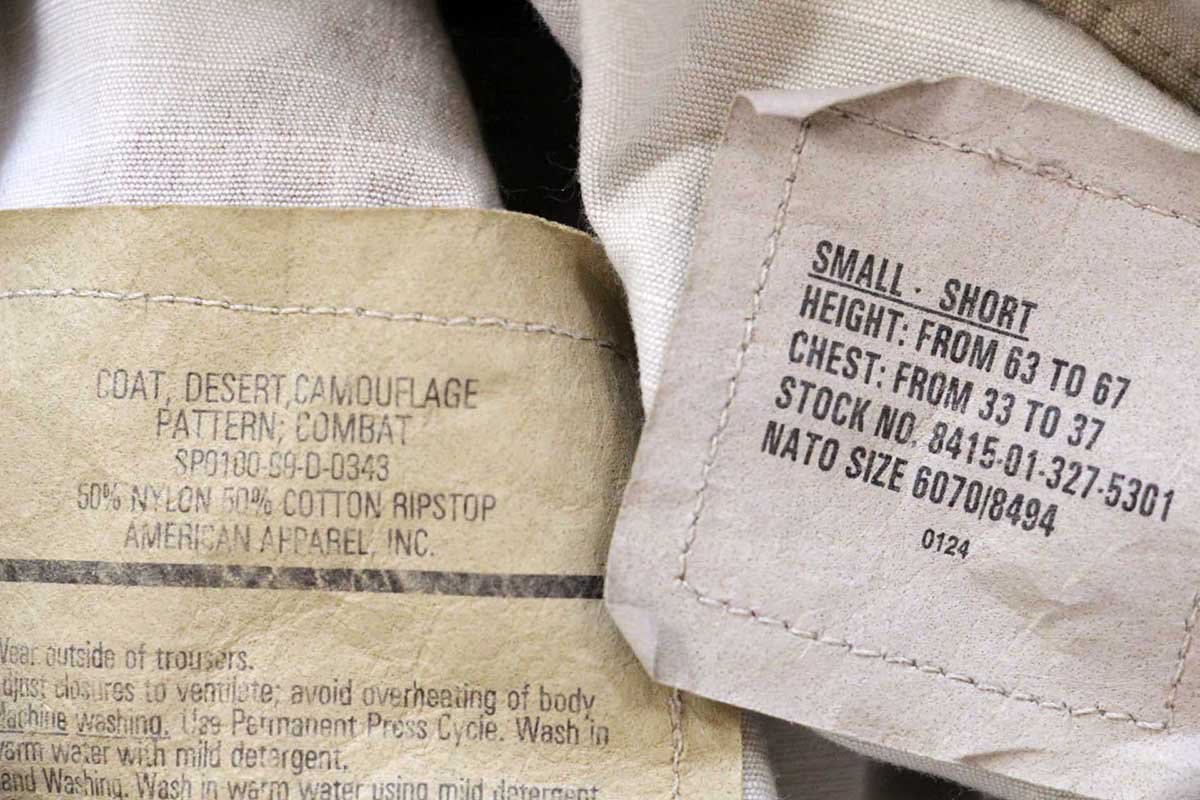 COAT, DESERT, CAMOUFLAGE
PATTERN; COMBAT
SP0100-99-D-0343
50% NYLON 50% COTTON RIPSTOP
AMERICAN APPAREL, INC.
Wear outside of trousers.
djust closures to ventilate; avoid overheating of body
Machine washing. Use Permanent Press Cycle. Wash in
warm water with mild detergent.
and Washing. Wash in warm water using mild detergent
SMALL - SHORT
HEIGHT: FROM 63 TO 67
CHEST: FROM 33 TO 37
STOCK NO. 8415-01-327-5301
NATO SIZE 6070/8494
0124